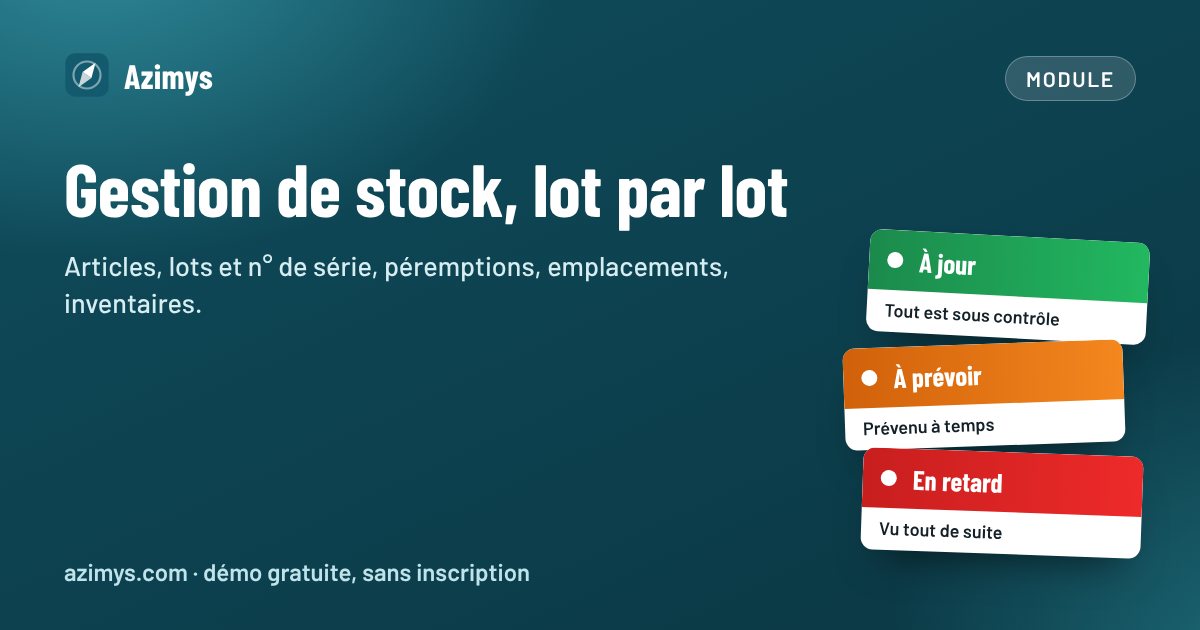 Azimys
MODULE
Gestion de stock, lot par lot
Articles, lots et n° de série, péremptions, emplacements,
inventaires.
À jour
Tout est sous contrôle
À prévoir
Prévenu à temps
En retard
Vu tout de suite
azimys.com · démo gratuite, sans inscription